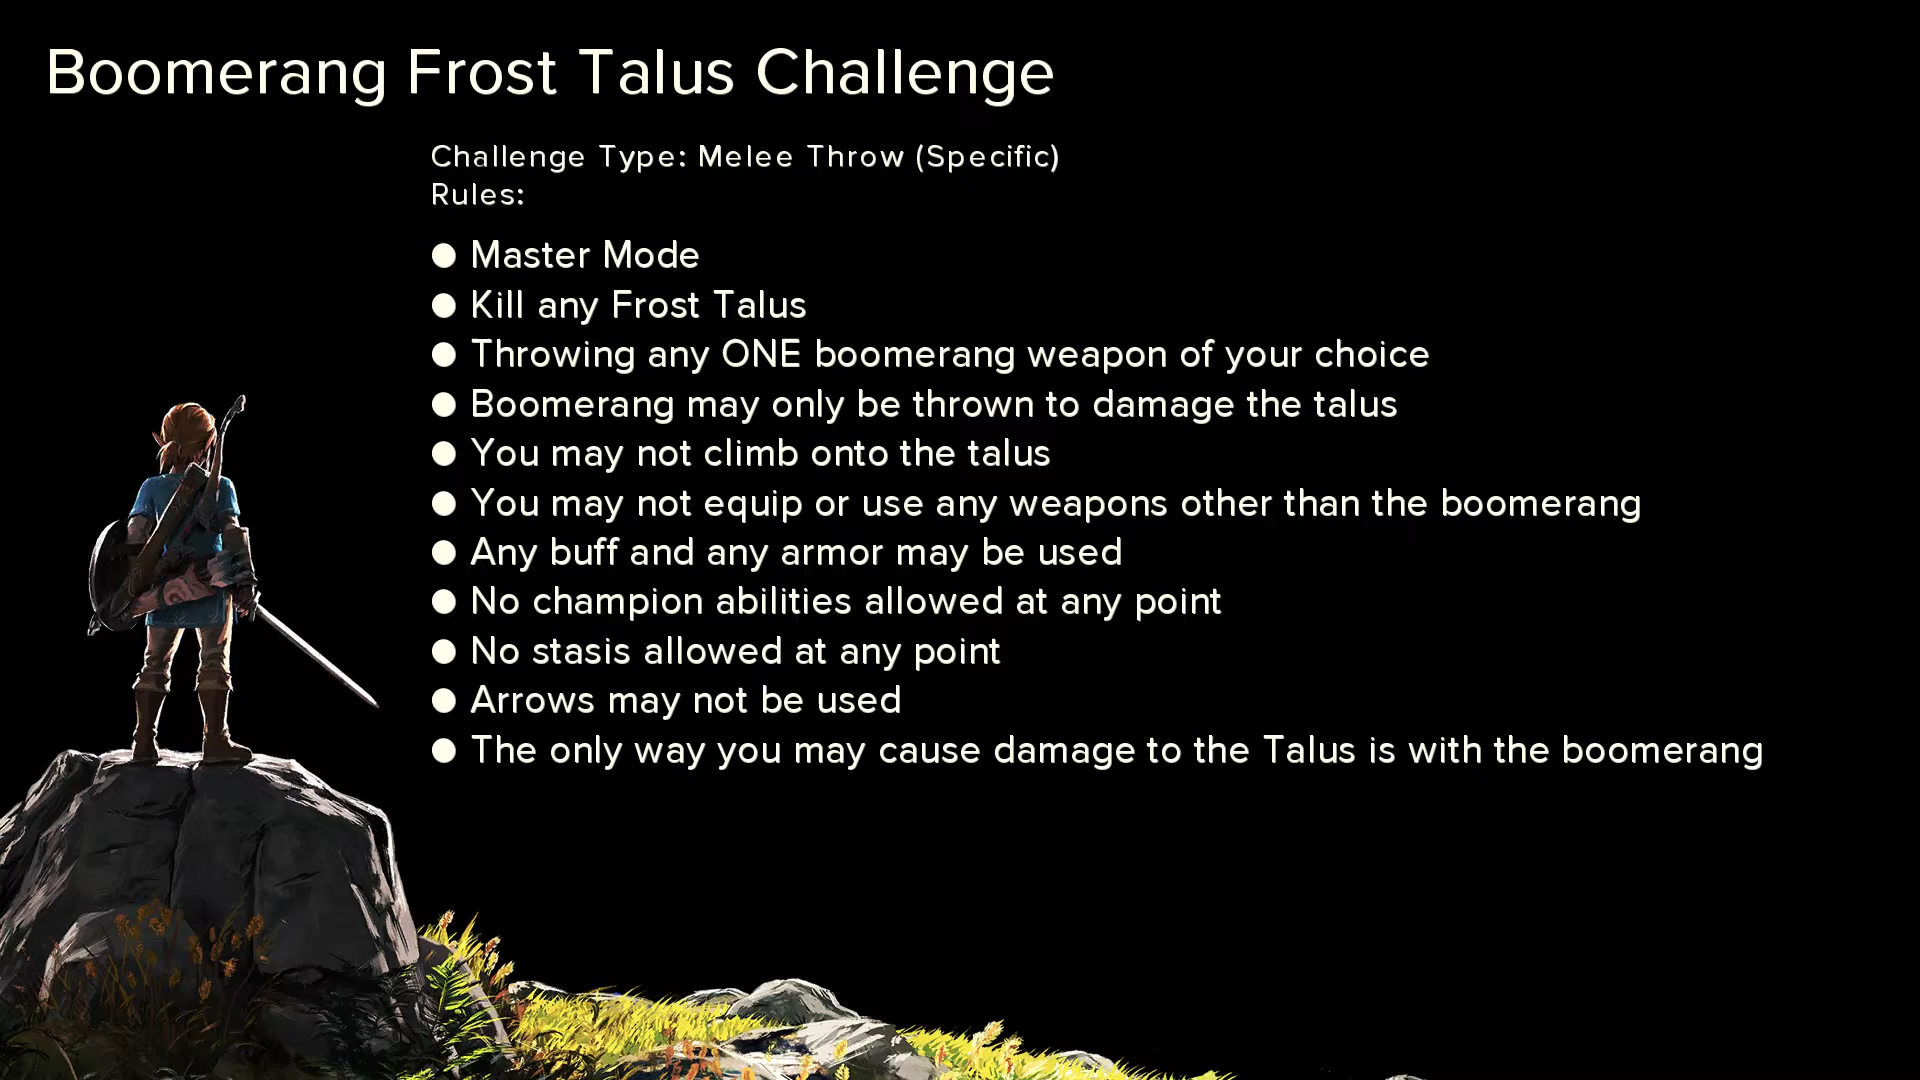 Boomerang Frost Talus Challenge
Challenge Type: Melee Throw (Specific)
Rules:
● Master Mode
● Kill any Frost Talus
● Throwing any ONE boomerang weapon of your choice
● Boomerang may only be thrown to damage the talus
● You may not climb onto the talus
● You may not equip or use any weapons other than the boomerang
● Any buff and any armor may be used
● No champion abilities allowed at any point
● No stasis allowed at any point
● Arrows may not be used
● The only way you may cause damage to the Talus is with the boomerang